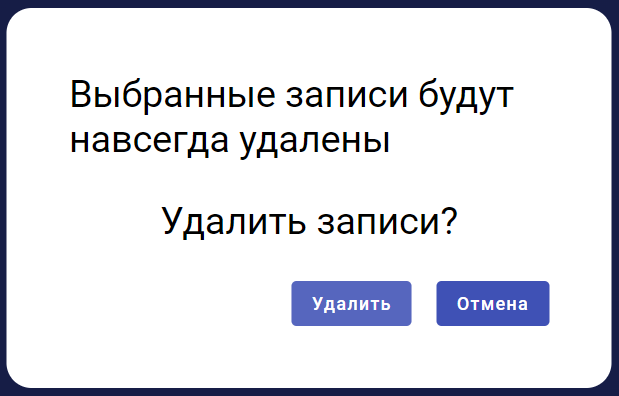 Выбранные записи будут
навсегда удалены
Удалить записи?
Удалить Отмена